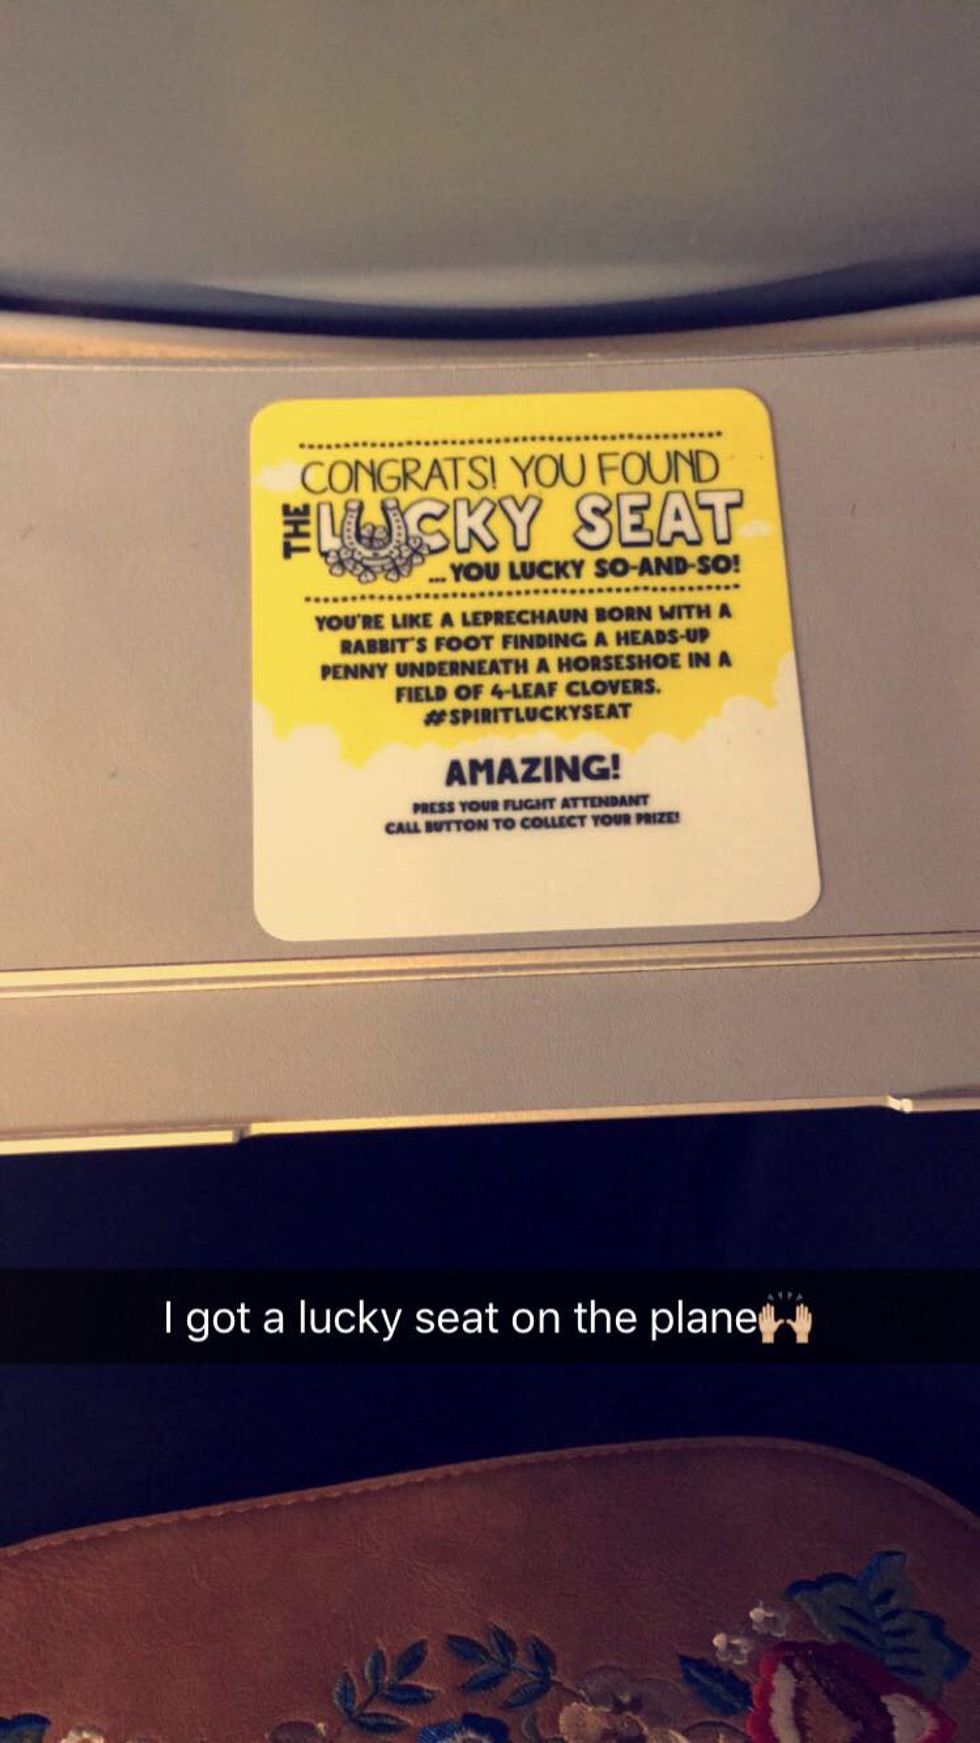 CONGRATS! YOU FOUND
THE LUCKY SEAT
...YOU LUCKY SO-AND-SO!
YOU'RE LIKE A LEPRECHAUN BORN WITH A
RABBIT'S FOOT FINDING A HEADS-UP
PENNY UNDERNEATH A HORSESHOE IN A
FIELD OF 4-LEAF CLOVERS.
#SPIRITLUCKYSEAT
AMAZING!
PRESS YOUR FLIGHT ATTENDANT
CALL BUTTON TO COLLECT YOUR PRIZE!
I got a lucky seat on the plane🙌🏼